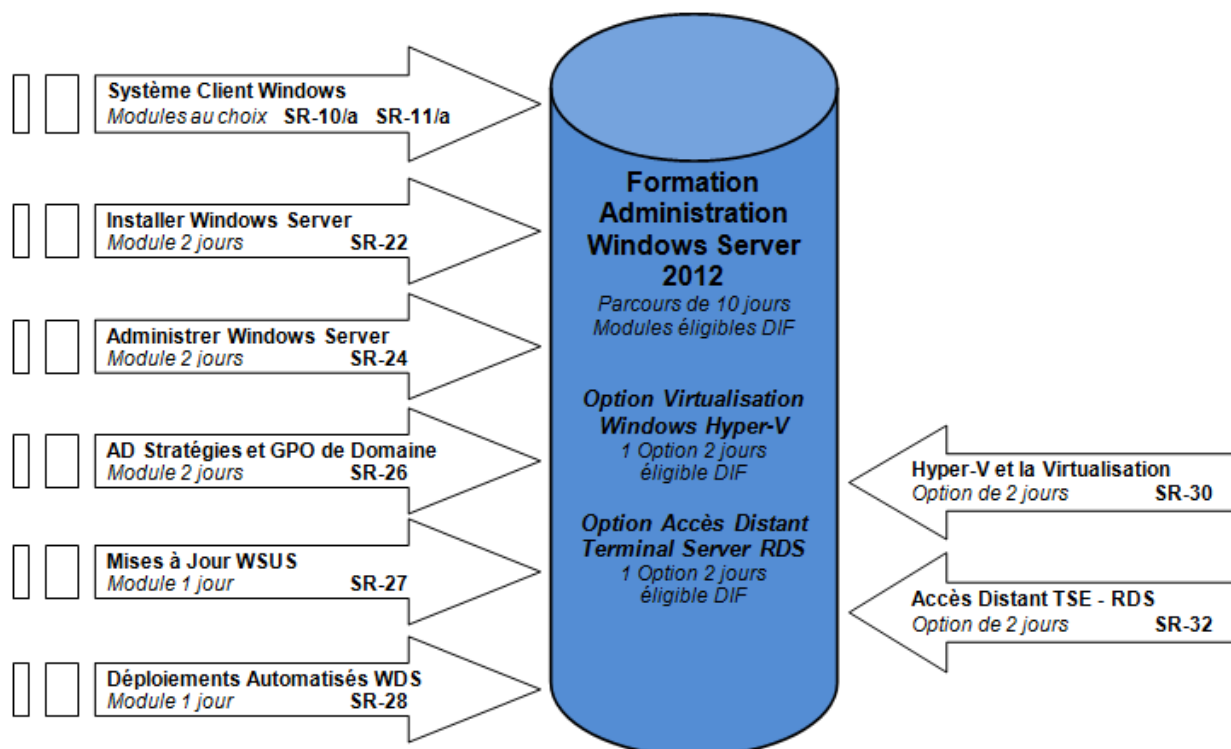 Système Client Windows
Modules au choix SR-10/a SR-11/a
Installer Windows Server
Module 2 jours SR-22
Administrer Windows Server
Module 2 jours SR-24
AD Stratégies et GPO de Domaine
Module 2 jours SR-26
Mises à Jour WSUS
Module 1 jour SR-27
Déploiements Automatisés WDS
Module 1 jour SR-28
Formation
Administration
Windows Server
2012
Parcours de 10 jours
Modules éligibles DIF
Option Virtualisation
Windows Hyper-V
1 Option 2 jours
éligible DIF
Option Accès Distant
Terminal Server RDS
1 Option 2 jours
éligible DIF
Hyper-V et la Virtualisation
Option de 2 jours SR-30
Accès Distant TSE - RDS
Option de 2 jours SR-32